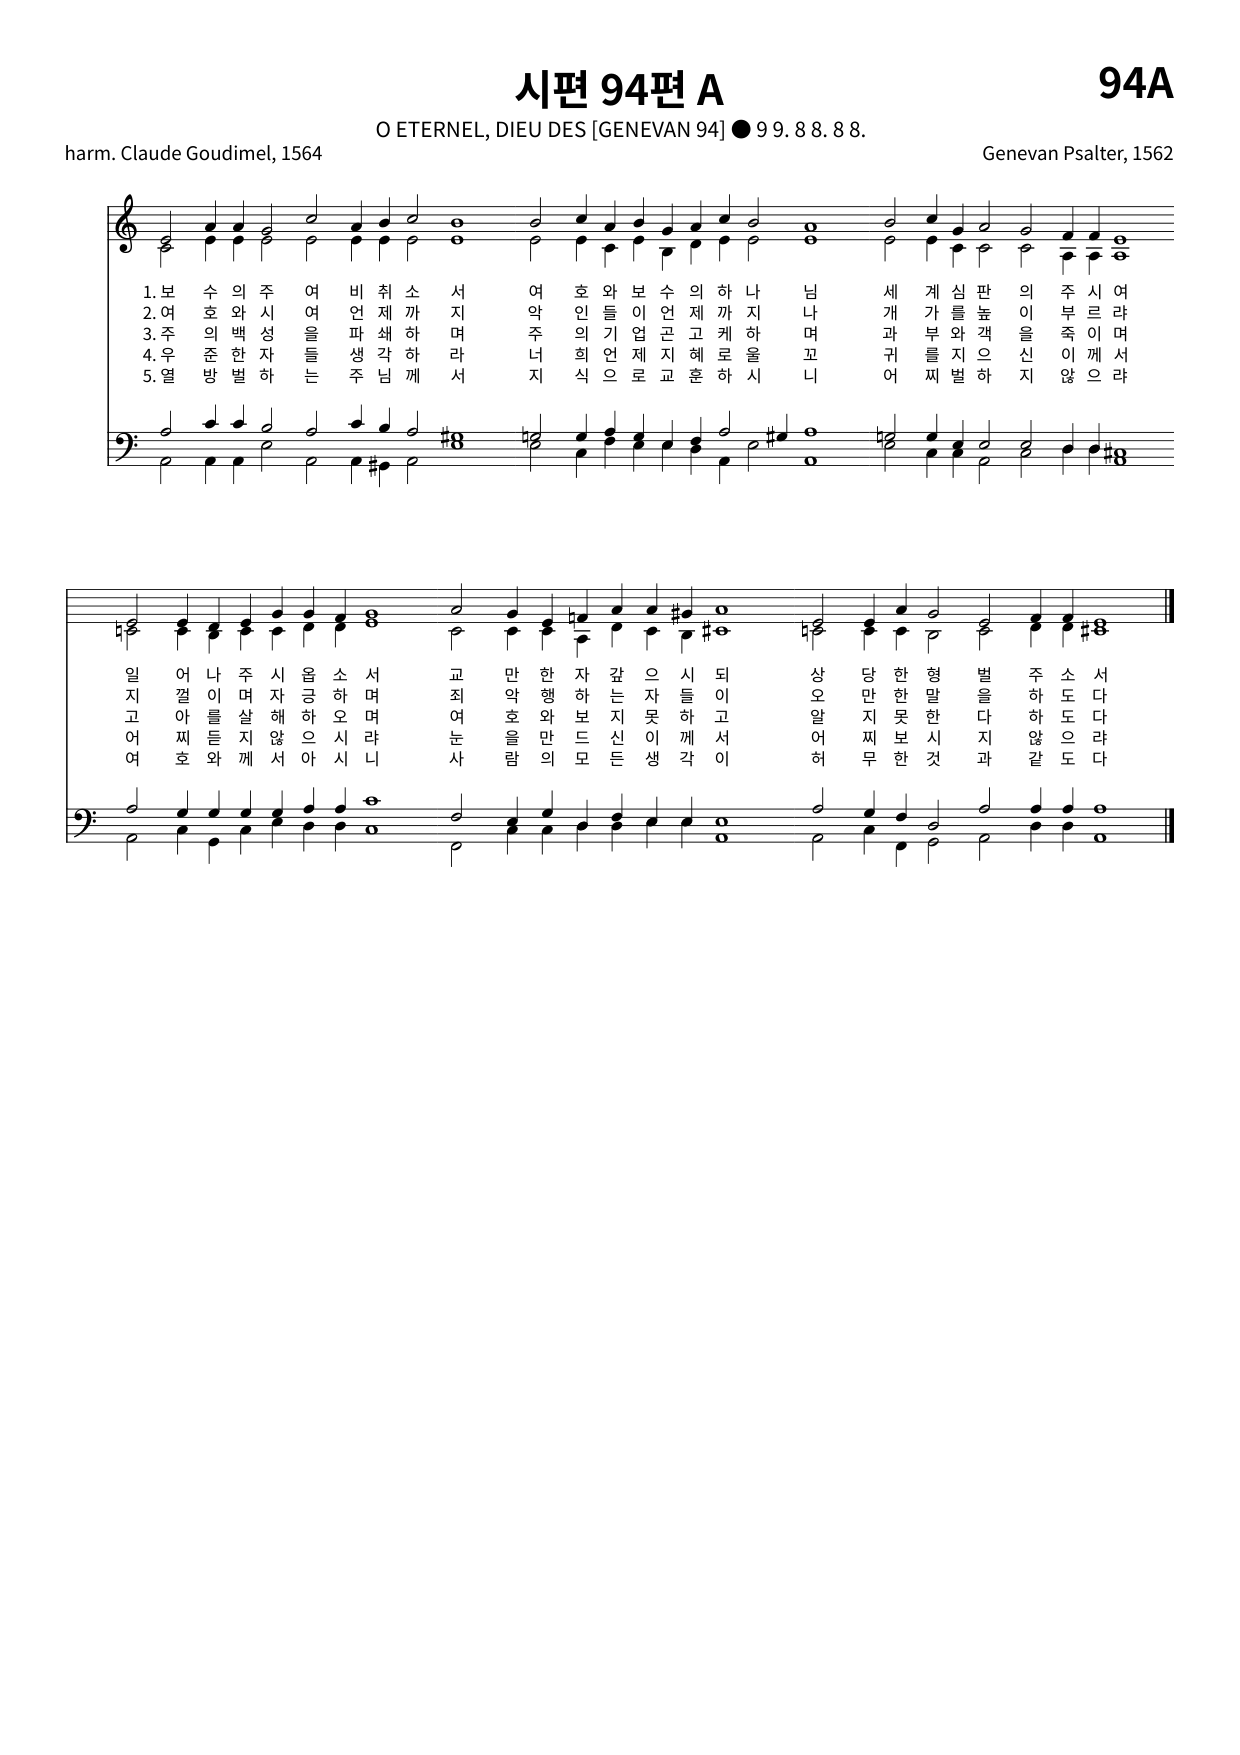 시편 94편 A
94A
O ETERNEL, DIEU DES [GENEVAN 94] ● 9 9. 8 8. 8 8.
harm. Claude Goudimel, 1564
Genevan Psalter, 1562
1. 보 수 의 주 여 비 취 소 서 여 호 와 보 수 의 하 나 님 세 계 심 판 의 주 시 여
2. 여 호 와 시 여 언 제 까 지 악 인 들 이 언 제 까 지 나 개 가 를 높 이 부 르 랴
3. 주 의 백 성 을 파 쇄 하 며 주 의 기 업 곤 고 케 하 며 과 부 와 객 을 죽 이 며
4. 우 준 한 자 들 생 각 하 라 너 희 언 제 지 혜 로 울 꼬 귀 를 지 으 신 이 께 서
5. 열 방 벌 하 는 주 님 께 서 지 식 으 로 교 훈 하 시 니 어 찌 벌 하 지 않 으 랴
일 어 나 주 시 옵 소 서 교 만 한 자 갚 으 시 되 상 당 한 형 벌 주 소 서
지 껄 이 며 자 긍 하 며 죄 악 행 하 는 자 들 이 오 만 한 말 을 하 도 다
고 아 를 살 해 하 오 며 여 호 와 보 지 못 하 고 알 지 못 한 다 하 도 다
어 찌 듣 지 않 으 시 랴 눈 을 만 드 신 이 께 서 어 찌 보 시 지 않 으 랴
여 호 와 께 서 아 시 니 사 람 의 모 든 생 각 이 허 무 한 것 과 같 도 다